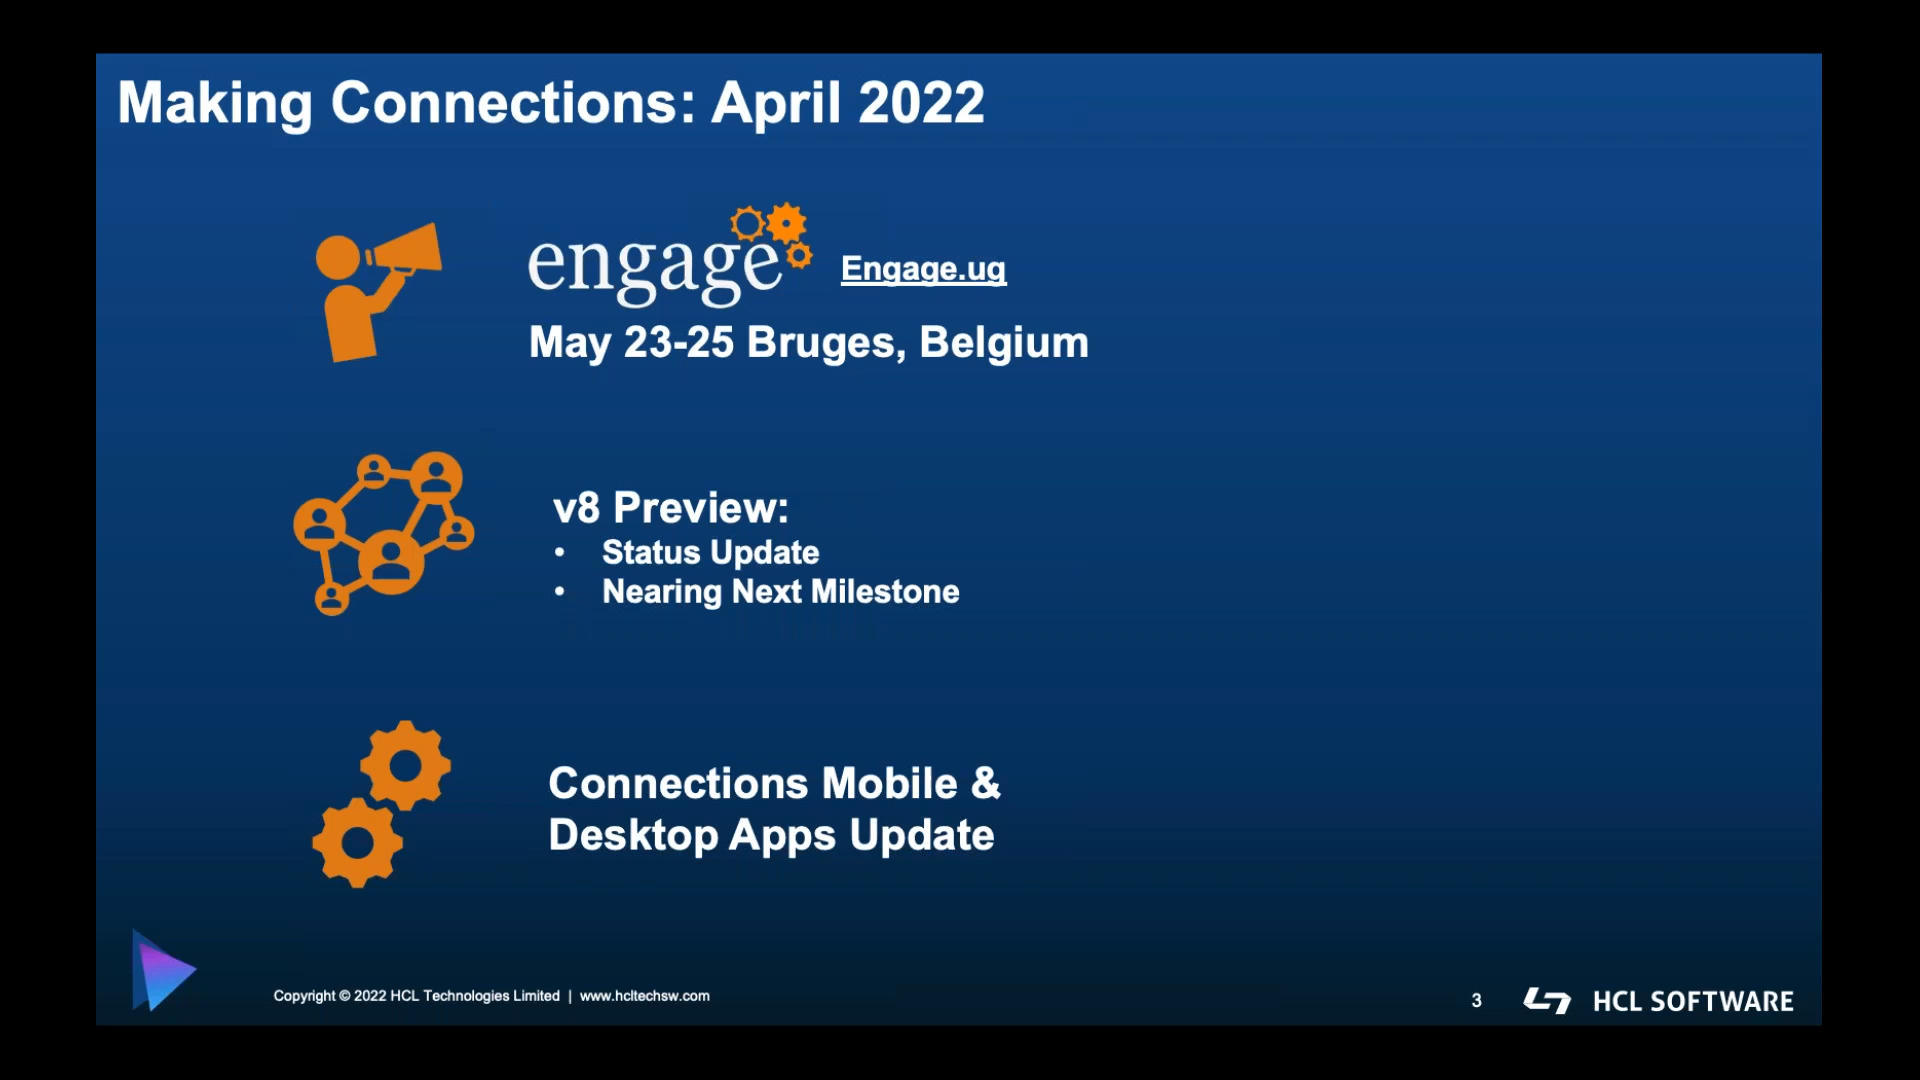 Making Connections: April 2022
engage
Engage.ug
May 23-25 Bruges, Belgium
v8 Preview:
• Status Update
• Nearing Next Milestone
Connections Mobile &
Desktop Apps Update
Copyright © 2022 HCL Technologies Limited | www.hcltechsw.com
3
HCL SOFTWARE